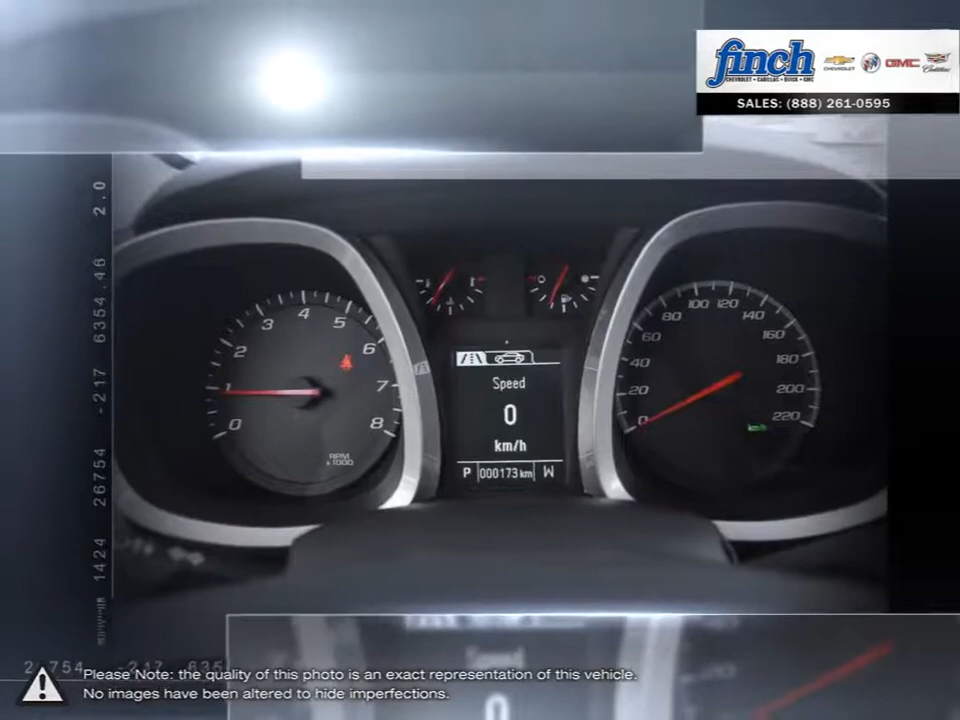 finch
CHEVROLET • CADILLAC • BUICK • GMC
CHEVROLET
GMC
Cadillac
SALES: (888) 261-0595
2.0
6354.46
-217
26754
1424
0 1 2 3 4 5 6 7 8
RPM
x1000
Speed
0
km/h
P 000173 km W
0 20 40 60 80 100 120 140 160 180 200 220
km/h
Please Note: the quality of this photo is an exact representation of this vehicle.
No images have been altered to hide imperfections.